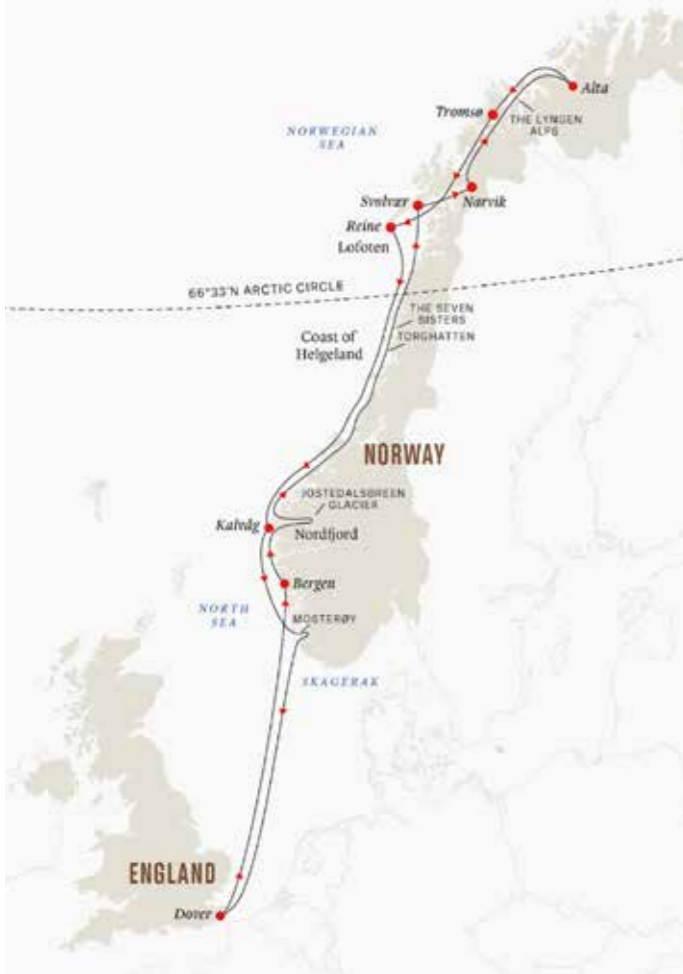 Alta
Tromsø
THE LYNGEN
ALPS
NORWEGIAN
SEA
Narvik
Svolvær
Reine
Lofoten
66°33'N ARCTIC CIRCLE
THE SEVEN
SISTERS
TORGHATTEN
Coast of
Helgeland
NORWAY
JOSTEDALSBREEN
GLACIER
Kalvåg
Nordfjord
Bergen
NORTH
SEA
MOSTERØY
SKAGERAK
ENGLAND
Dover